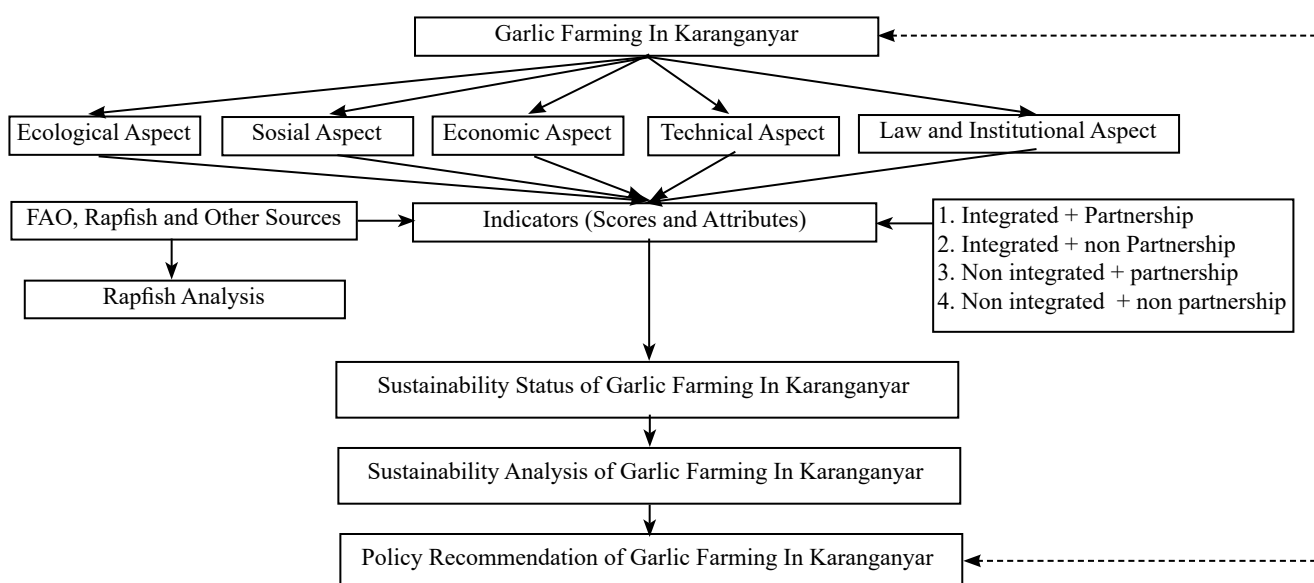 Garlic Farming In Karanganyar
Ecological Aspect
Sosial Aspect
Economic Aspect
Technical Aspect
Law and Institutional Aspect
FAO, Rapfish and Other Sources
Indicators (Scores and Attributes)
1. Integrated + Partnership
2. Integrated + non Partnership
3. Non integrated + partnership
4. Non integrated + non partnership
Rapfish Analysis
Sustainability Status of Garlic Farming In Karanganyar
Sustainability Analysis of Garlic Farming In Karanganyar
Policy Recommendation of Garlic Farming In Karanganyar